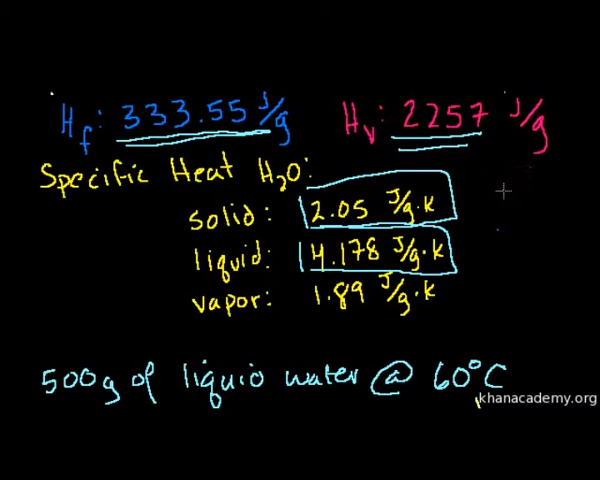 Hf: 333.55 J/g Hv: 2257 J/g
Specific Heat H2O:
solid: 2.05 J/g·k
liquid: 4.178 J/g·k
vapor: 1.89 J/g·k
500g of liquid water @ 60°C
khanacademy.org